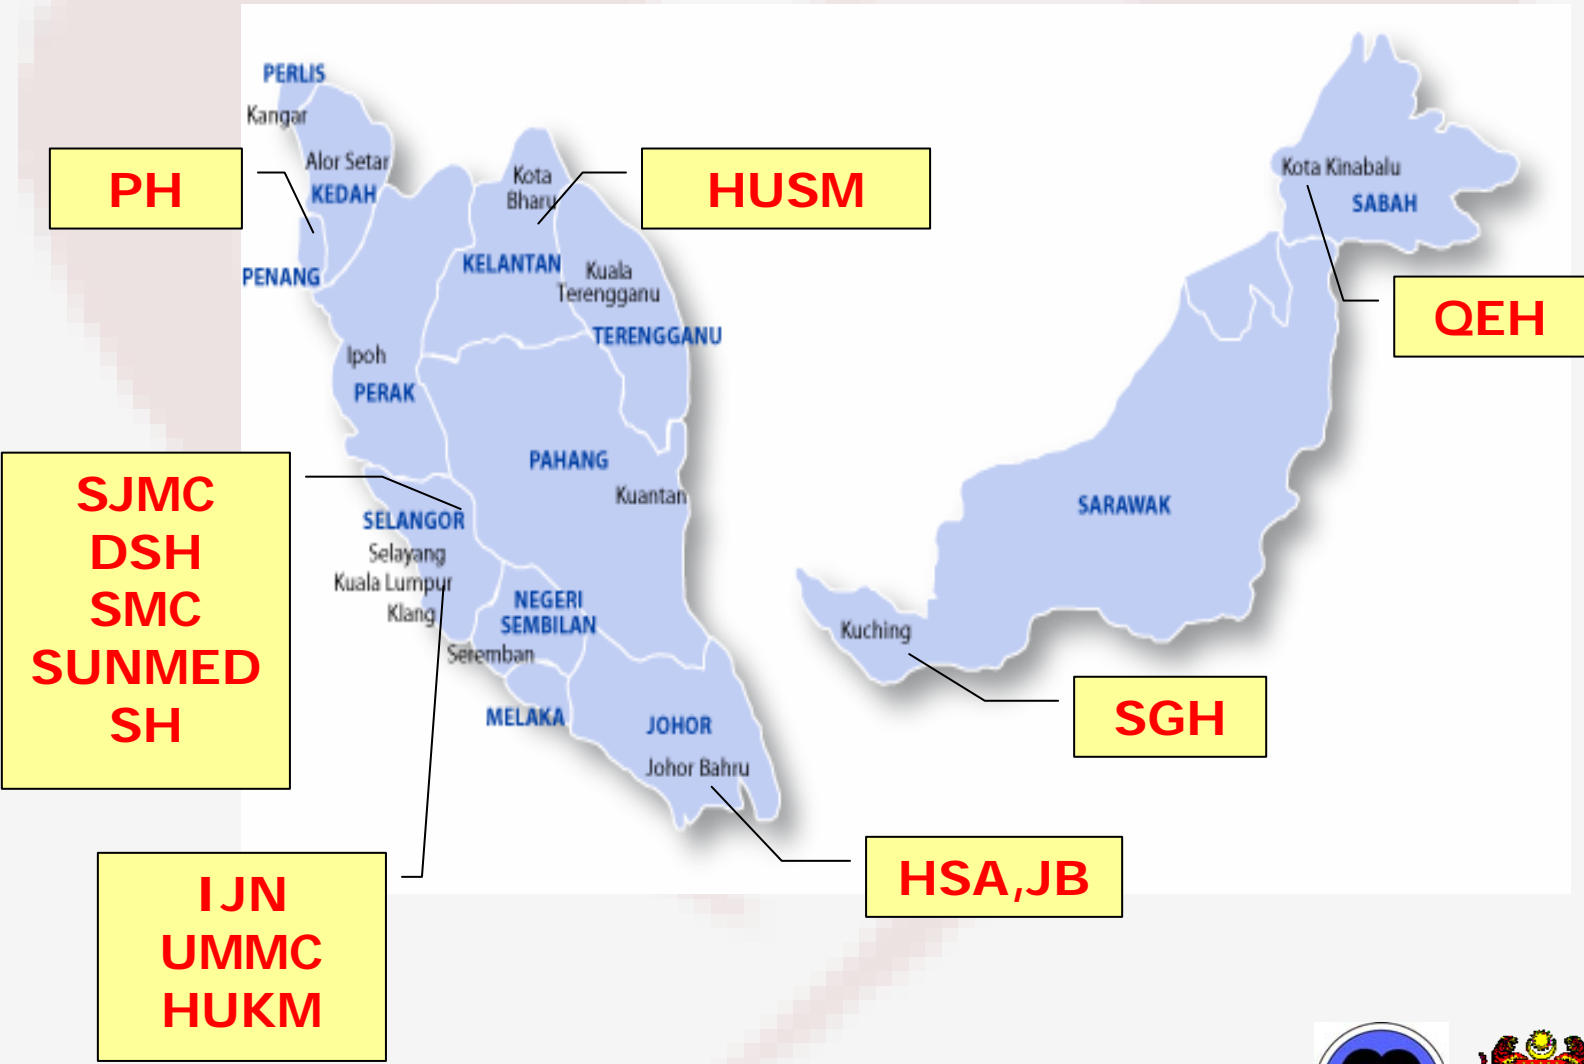 PERLIS
Kangar
Alor Setar
KEDAH
PH
PENANG
Kota
Bharu
HUSM
KELANTAN
Kuala
Terengganu
TERENGGANU
Ipoh
PERAK
PAHANG
Kuantan
SJMC
DSH
SMC
SUNMED
SH
SELANGOR
Selayang
Kuala Lumpur
Klang
NEGERI
SEMBILAN
Seremban
MELAKA
JOHOR
Johor Bahru
IJN
UMMC
HUKM
HSA,JB
Kota Kinabalu
SABAH
QEH
SARAWAK
Kuching
SGH